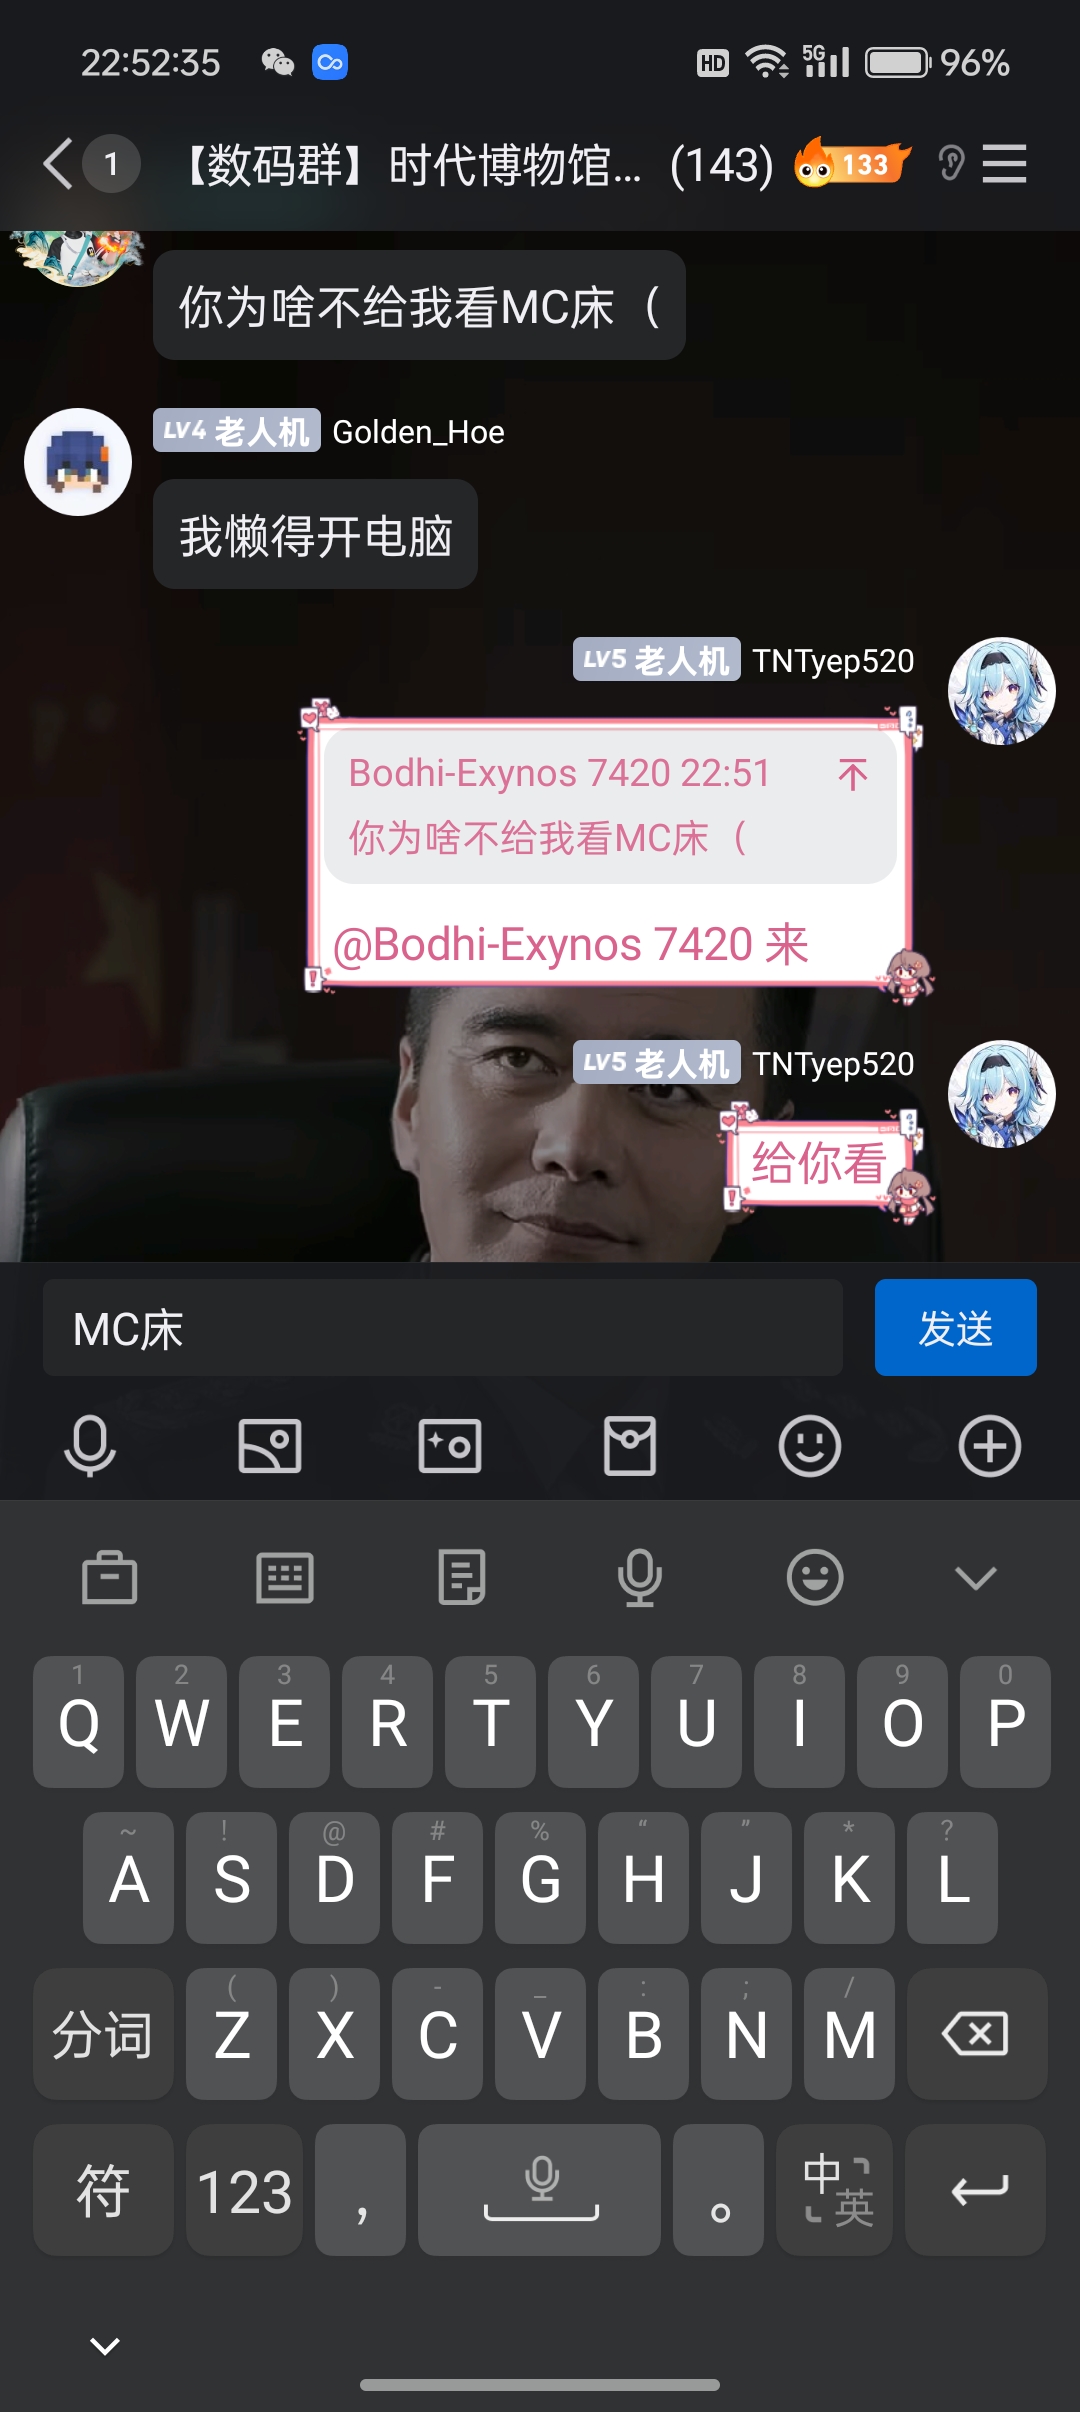 22:52:35 HD 5G 96%
1 【数码群】时代博物馆... (143) 133
你为啥不给我看MC床（
LV4 老人机 Golden_Hoe
我懒得开电脑
LV5 老人机 TNTyep520
Bodhi-Exynos 7420 22:51
你为啥不给我看MC床（
@Bodhi-Exynos 7420 来
LV5 老人机 TNTyep520
给你看
MC床 发送
1 2 3 4 5 6 7 8 9 0
Q W E R T Y U I O P
~ ! @ # % “ ” * ?
A S D F G H J K L
( ) - _ : ; /
分词 Z X C V B N M
符 123 ， 。 中英